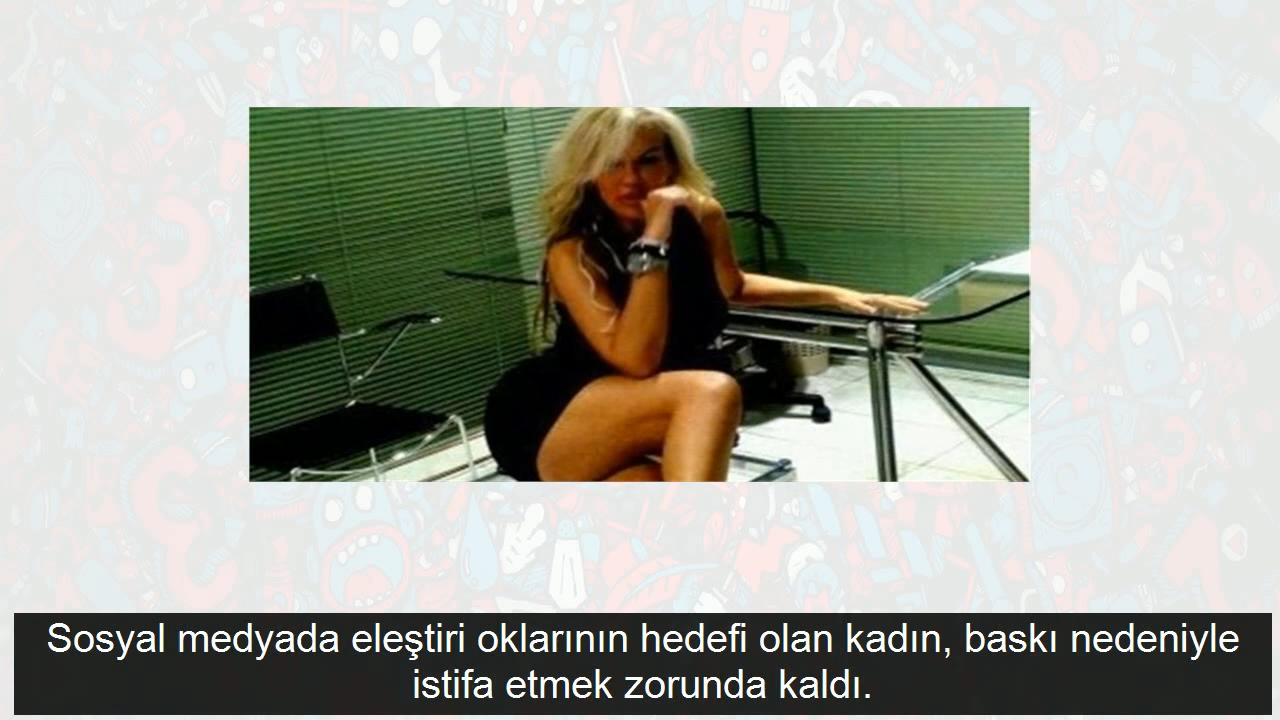 Sosyal medyada eleştiri oklarının hedefi olan kadın, baskı nedeniyle
istifa etmek zorunda kaldı.